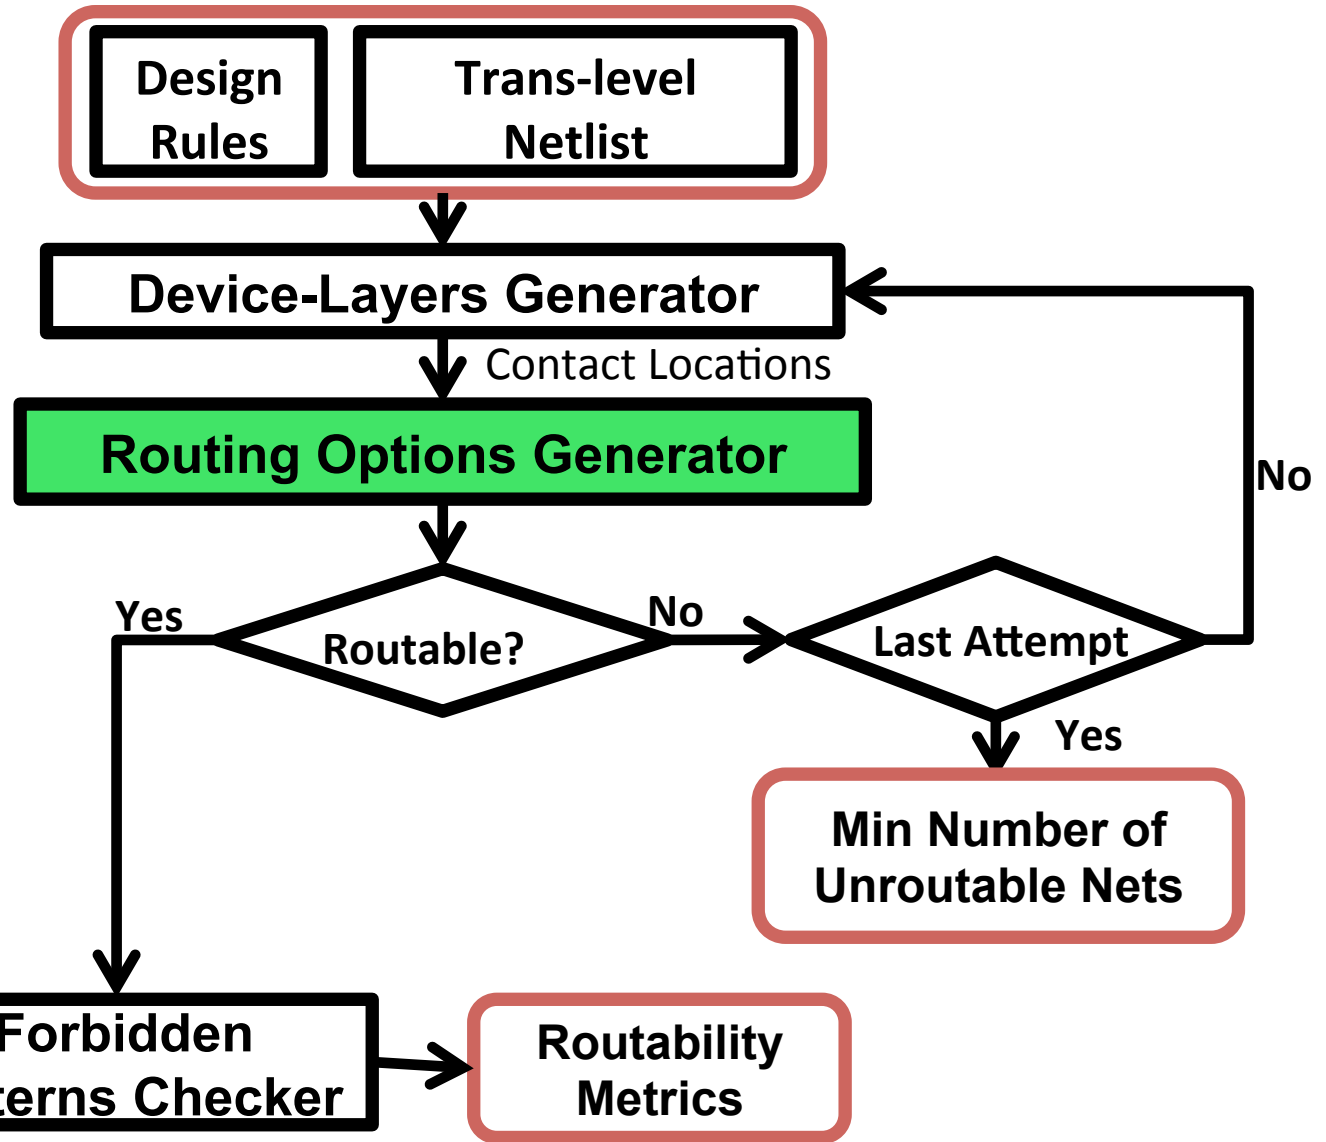 Design
Rules
Trans-level
Netlist
Device-Layers Generator
Contact Locations
Routing Options Generator
No
Yes
No
Routable?
Last Attempt
Yes
Min Number of
Unroutable Nets
Forbidden
terns Checker
Routability
Metrics